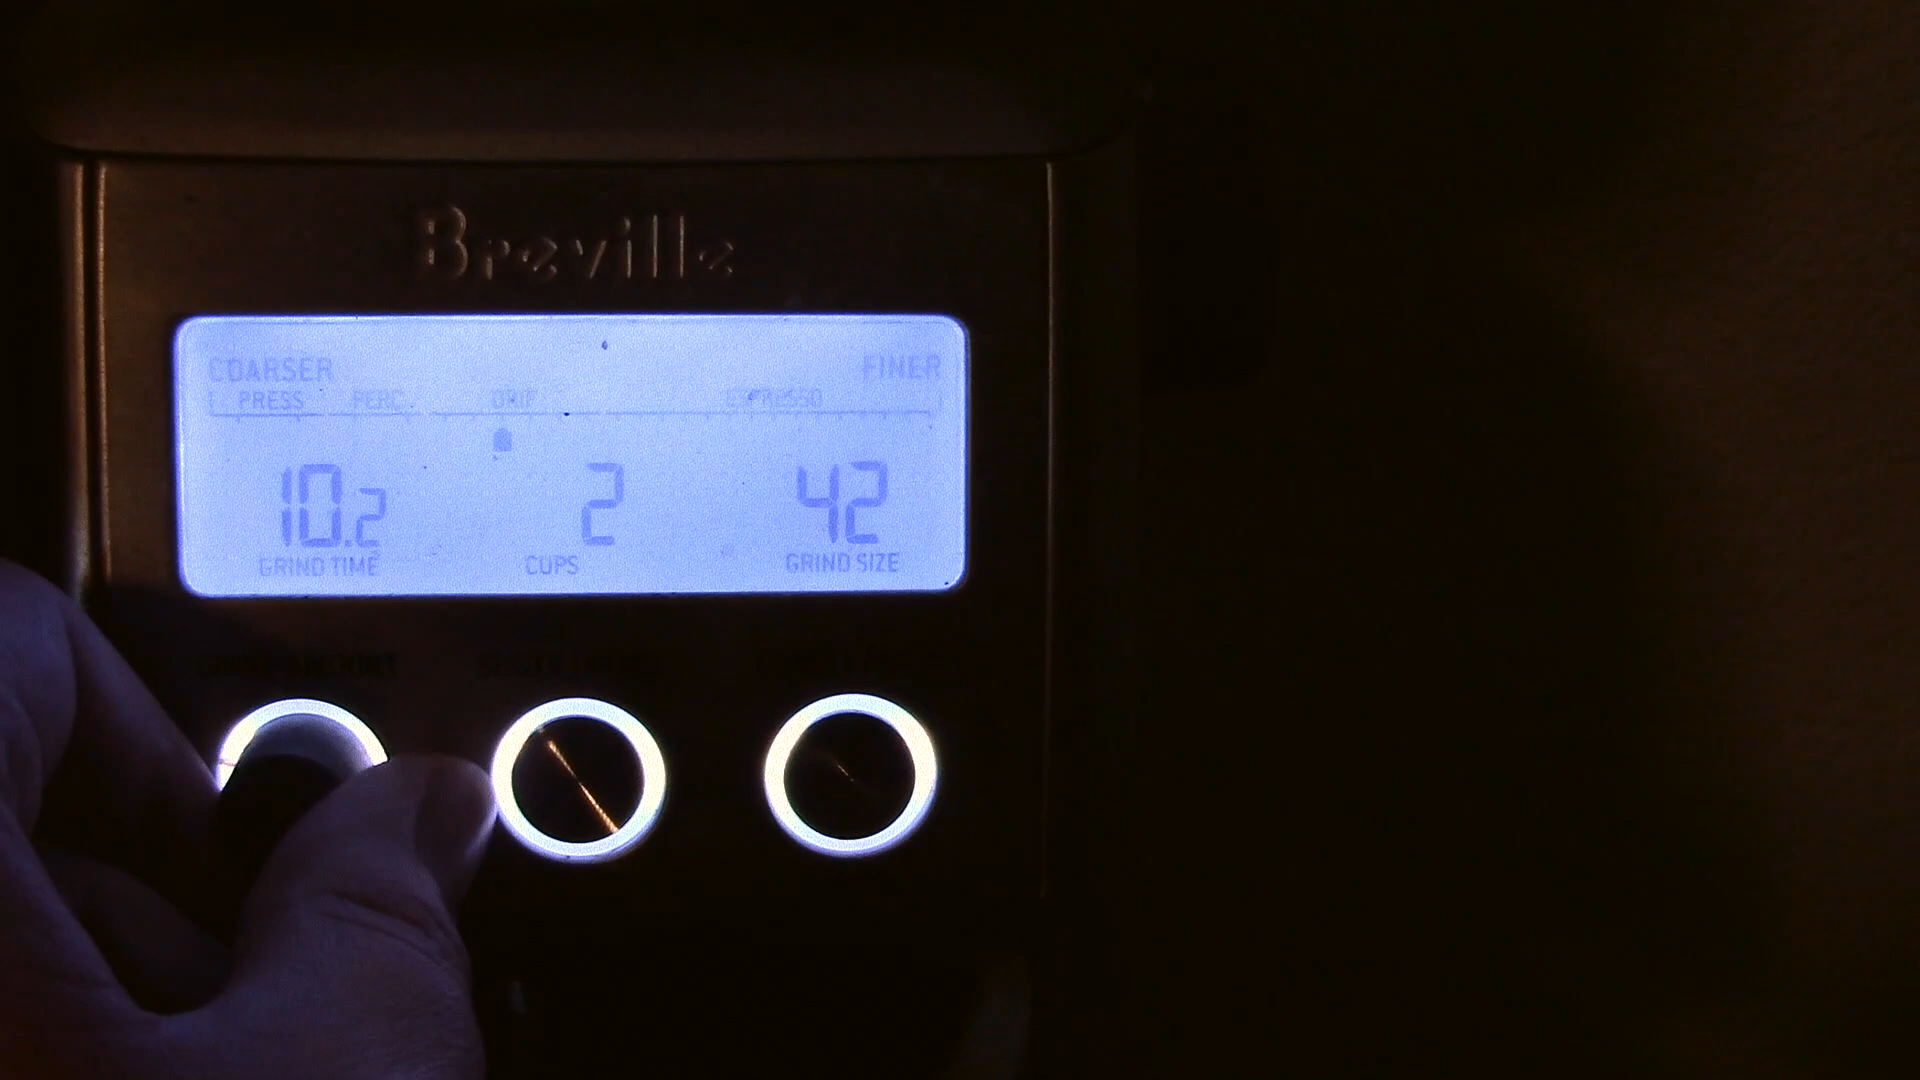 Breville
COARSER FINER
PRESS PERC DRIP ESPRESSO
10.2 2 42
GRIND TIME CUPS GRIND SIZE